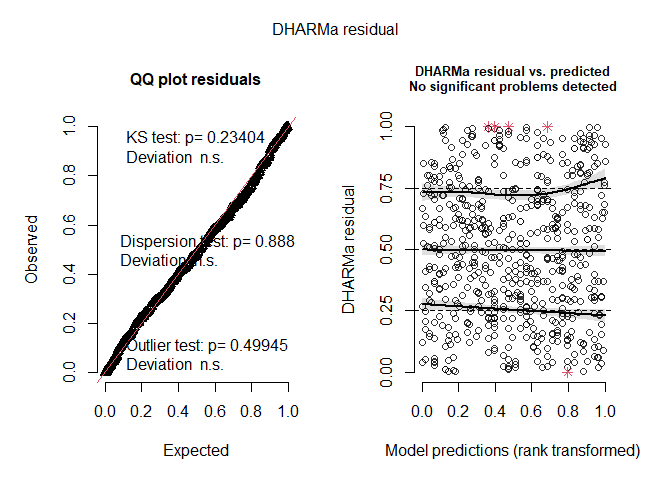 DHARMa residual
QQ plot residuals
KS test: p= 0.23404
Deviation n.s.
Dispersion test: p= 0.888
Deviation n.s.
Outlier test: p= 0.49945
Deviation n.s.
Observed
0.0 0.2 0.4 0.6 0.8 1.0
0.0 0.2 0.4 0.6 0.8 1.0
Expected
DHARMa residual vs. predicted
No significant problems detected
DHARMa residual
0.00 0.25 0.50 0.75 1.00
0.0 0.2 0.4 0.6 0.8 1.0
Model predictions (rank transformed)